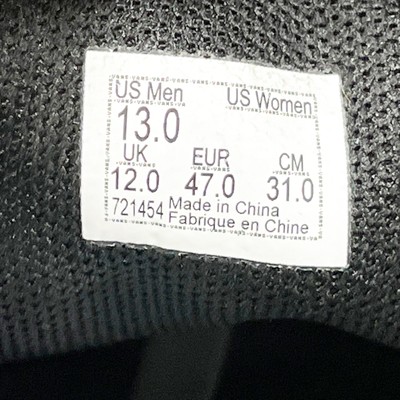 US Men US Women
13.0
UK EUR CM
12.0 47.0 31.0
721454 Made in China
Fabrique en Chine